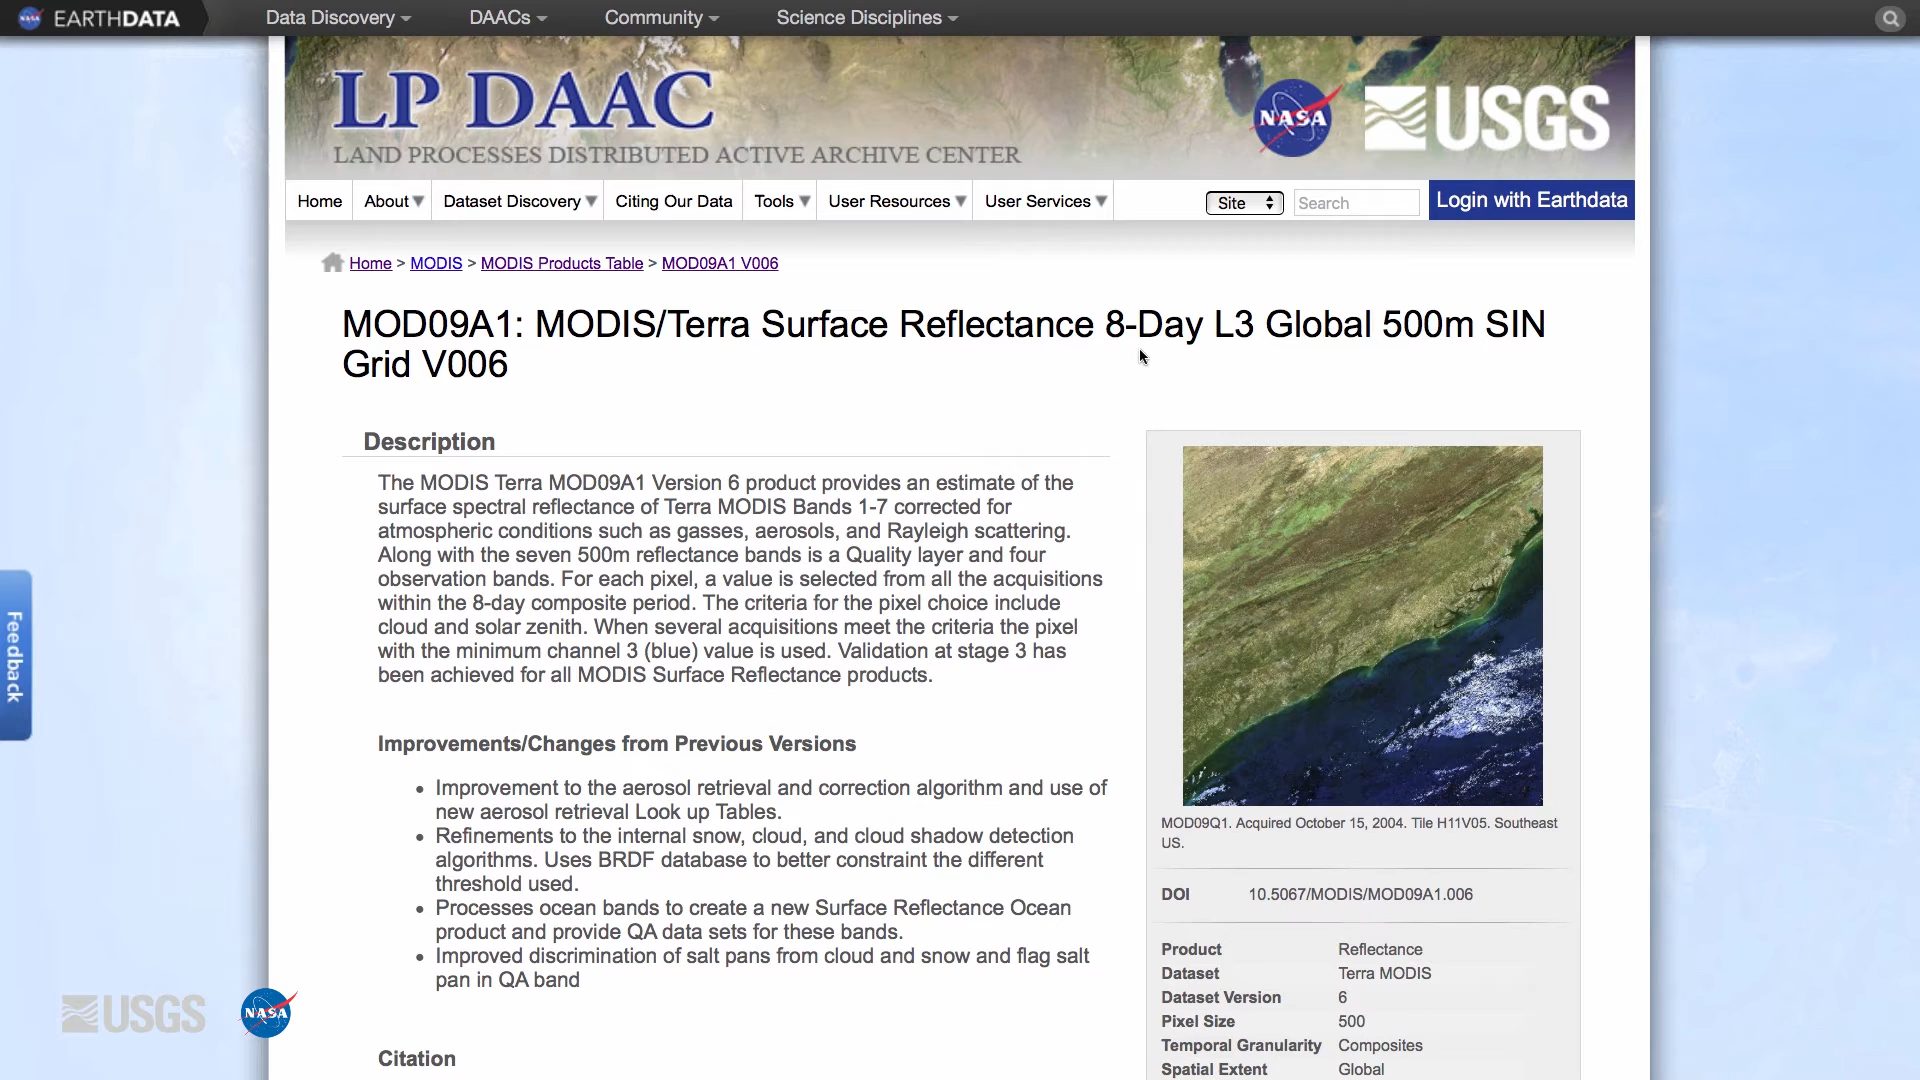 EARTHDATA
Data Discovery
DAACs
Community
Science Disciplines
LP DAAC
LAND PROCESSES DISTRIBUTED ACTIVE ARCHIVE CENTER
NASA
USGS
Home
About
Dataset Discovery
Citing Our Data
Tools
User Resources
User Services
Site
Search
Login with Earthdata
Home > MODIS > MODIS Products Table > MOD09A1 V006
MOD09A1: MODIS/Terra Surface Reflectance 8-Day L3 Global 500m SIN
Grid V006
Description
The MODIS Terra MOD09A1 Version 6 product provides an estimate of the
surface spectral reflectance of Terra MODIS Bands 1-7 corrected for
atmospheric conditions such as gasses, aerosols, and Rayleigh scattering.
Along with the seven 500m reflectance bands is a Quality layer and four
observation bands. For each pixel, a value is selected from all the acquisitions
within the 8-day composite period. The criteria for the pixel choice include
cloud and solar zenith. When several acquisitions meet the criteria the pixel
with the minimum channel 3 (blue) value is used. Validation at stage 3 has
been achieved for all MODIS Surface Reflectance products.
Improvements/Changes from Previous Versions
• Improvement to the aerosol retrieval and correction algorithm and use of
new aerosol retrieval Look up Tables.
• Refinements to the internal snow, cloud, and cloud shadow detection
algorithms. Uses BRDF database to better constraint the different
threshold used.
• Processes ocean bands to create a new Surface Reflectance Ocean
product and provide QA data sets for these bands.
• Improved discrimination of salt pans from cloud and snow and flag salt
pan in QA band
Citation
MOD09Q1. Acquired October 15, 2004. Tile H11V05. Southeast
US.
DOI 10.5067/MODIS/MOD09A1.006
Product Reflectance
Dataset Terra MODIS
Dataset Version 6
Pixel Size 500
Temporal Granularity Composites
Spatial Extent Global
Feedback
USGS
NASA